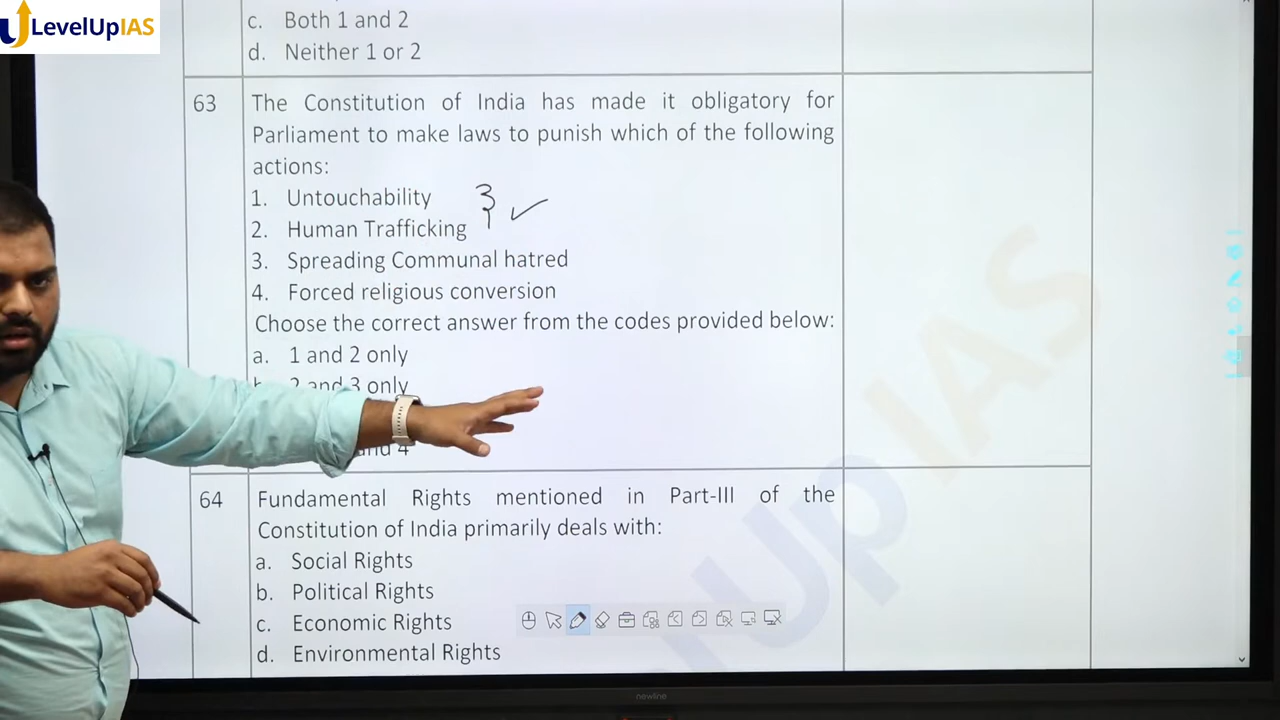 LevelUpIAS
c. Both 1 and 2
d. Neither 1 or 2
63 The Constitution of India has made it obligatory for
Parliament to make laws to punish which of the following
actions:
1. Untouchability
2. Human Trafficking
3. Spreading Communal hatred
4. Forced religious conversion
Choose the correct answer from the codes provided below:
a. 1 and 2 only
2 and 3 only
and 4
64 Fundamental Rights mentioned in Part-III of the
Constitution of India primarily deals with:
a. Social Rights
b. Political Rights
c. Economic Rights
d. Environmental Rights
UpIAS
newline